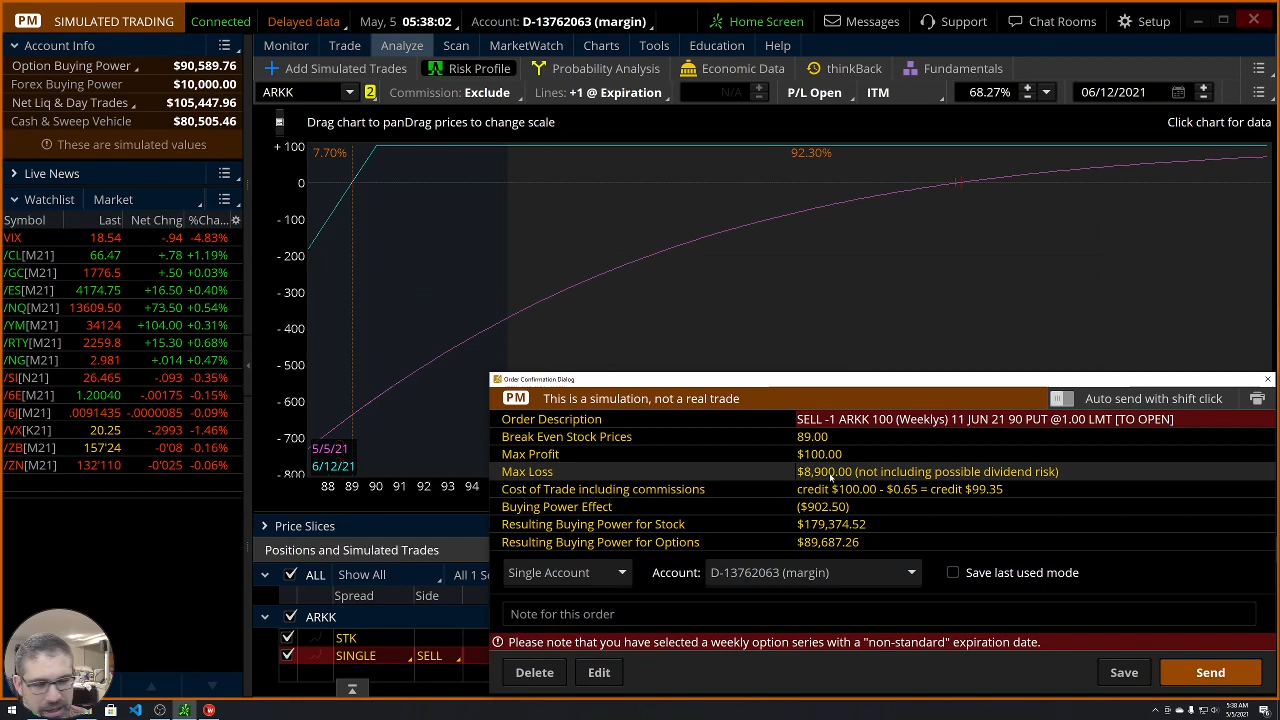 PM SIMULATED TRADING Connected Delayed data May, 5 05:38:02 Account: D-13762063 (margin) Home Screen Messages Support Chat Rooms Setup
Account Info
Option Buying Power $90,589.76
Forex Buying Power $10,000.00
Net Liq & Day Trades $105,447.96
Cash & Sweep Vehicle $80,505.46
These are simulated values
Live News
Watchlist Market
Symbol Last Net Chng %Cha...
VIX 18.54 -.94 -4.83%
/CL[M21] 66.47 +.78 +1.19%
/GC[M21] 1776.5 +.50 +0.03%
/ES[M21] 4174.75 +16.50 +0.40%
/NQ[M21] 13609.50 +73.50 +0.54%
/YM[M21] 34124 +104.00 +0.31%
/RTY[M21] 2259.8 +15.30 +0.68%
/NG[M21] 2.981 +.014 +0.47%
/SI[N21] 26.465 -.093 -0.35%
/6E[M21] 1.20040 -.00175 -0.15%
/6J[M21] .0091435 -.0000085 -0.09%
/VX[K21] 20.25 -.2993 -1.46%
/ZB[M21] 157'24 -0'08 -0.16%
/ZN[M21] 132'110 -0'025 -0.06%
Monitor Trade Analyze Scan MarketWatch Charts Tools Education Help
Add Simulated Trades Risk Profile Probability Analysis Economic Data thinkBack Fundamentals
ARKK 2 Commission: Exclude Lines: +1 @ Expiration N/A P/L Open ITM 68.27% 06/12/2021
Drag chart to panDrag prices to change scale Click chart for data
+ 100 7.70% 92.30%
0
- 100
- 200
- 300
- 400
- 500
- 600
- 700
- 800
5/5/21
6/12/21
88 89 91 92 93 94
Price Slices
Positions and Simulated Trades
ALL Show All All 1 S
Spread Side
ARKK
STK
SINGLE SELL
Order Confirmation Dialog
PM This is a simulation, not a real trade Auto send with shift click
Order Description SELL -1 ARKK 100 (Weeklys) 11 JUN 21 90 PUT @1.00 LMT [TO OPEN]
Break Even Stock Prices 89.00
Max Profit $100.00
Max Loss $8,900.00 (not including possible dividend risk)
Cost of Trade including commissions credit $100.00 - $0.65 = credit $99.35
Buying Power Effect ($902.50)
Resulting Buying Power for Stock $179,374.52
Resulting Buying Power for Options $89,687.26
Single Account Account: D-13762063 (margin) Save last used mode
Note for this order
Please note that you have selected a weekly option series with a "non-standard" expiration date.
Delete Edit Save Send
5:38 AM
5/5/2021